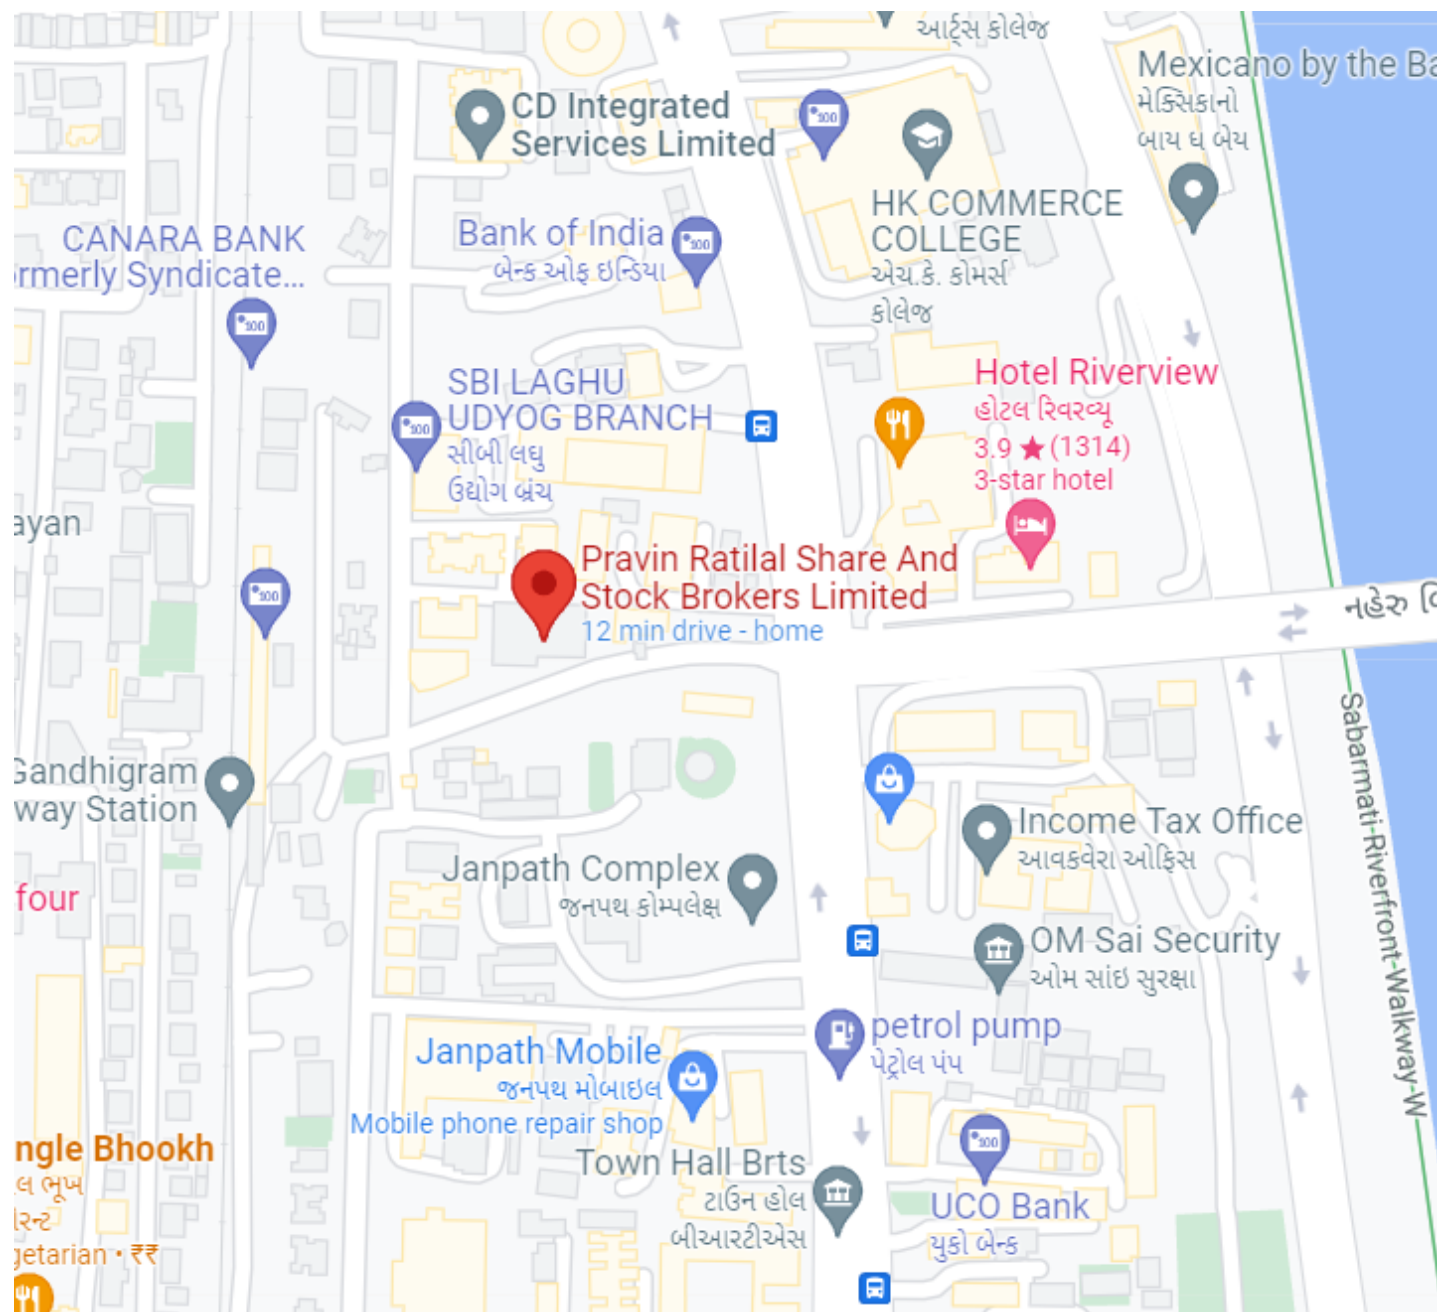 આર્ટ્સ કોલેજ
Mexicano by the Ba
મેક્સિકાનો
બાય ધ બેય
CD Integrated
Services Limited
HK COMMERCE
COLLEGE
એચ.કે. કોમર્સ
કોલેજ
Bank of India
બેન્ક ઓફ ઇન્ડિયા
CANARA BANK
ormerly Syndicate...
Hotel Riverview
હોટલ રિવરવ્યૂ
3.9 ★ (1314)
3-star hotel
SBI LAGHU
UDYOG BRANCH
સીબી લઘુ
ઉદ્યોગ બ્રંચ
ayan
Pravin Ratilal Share And
Stock Brokers Limited
12 min drive - home
નહેરુ
Sabarmati-Riverfront-Walkway-W
Gandhigram
way Station
Income Tax Office
આવકવેરા ઓફિસ
Janpath Complex
જનપથ કોમ્પલેક્ષ
four
OM Sai Security
ઓમ સાંઇ સુરક્ષા
petrol pump
પેટ્રોલ પંપ
Janpath Mobile
જનપથ મોબાઇલ
Mobile phone repair shop
ngle Bhookh
લ ભૂખ
રેન્ટ
getarian • ₹₹
Town Hall Brts
ટાઉન હોલ
બીઆરટીએસ
UCO Bank
યુકો બેન્ક